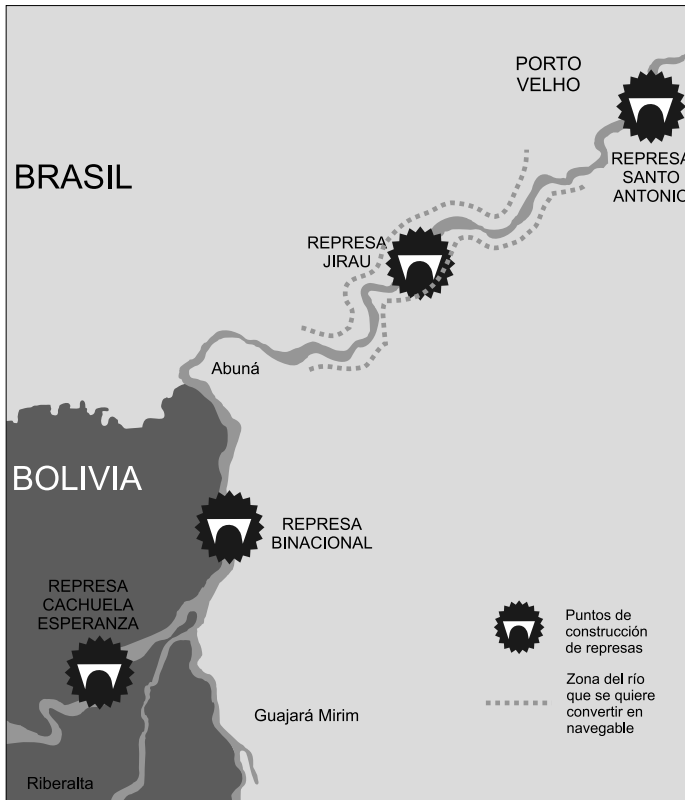 PORTO
VELHO
REPRESA
SANTO
ANTONIO
BRASIL
REPRESA
JIRAU
Abuná
BOLIVIA
REPRESA
BINACIONAL
REPRESA
CACHUELA
ESPERANZA
Guajará Mirim
Riberalta
Puntos de
construcción
de represas
Zona del río
que se quiere
convertir en
navegable